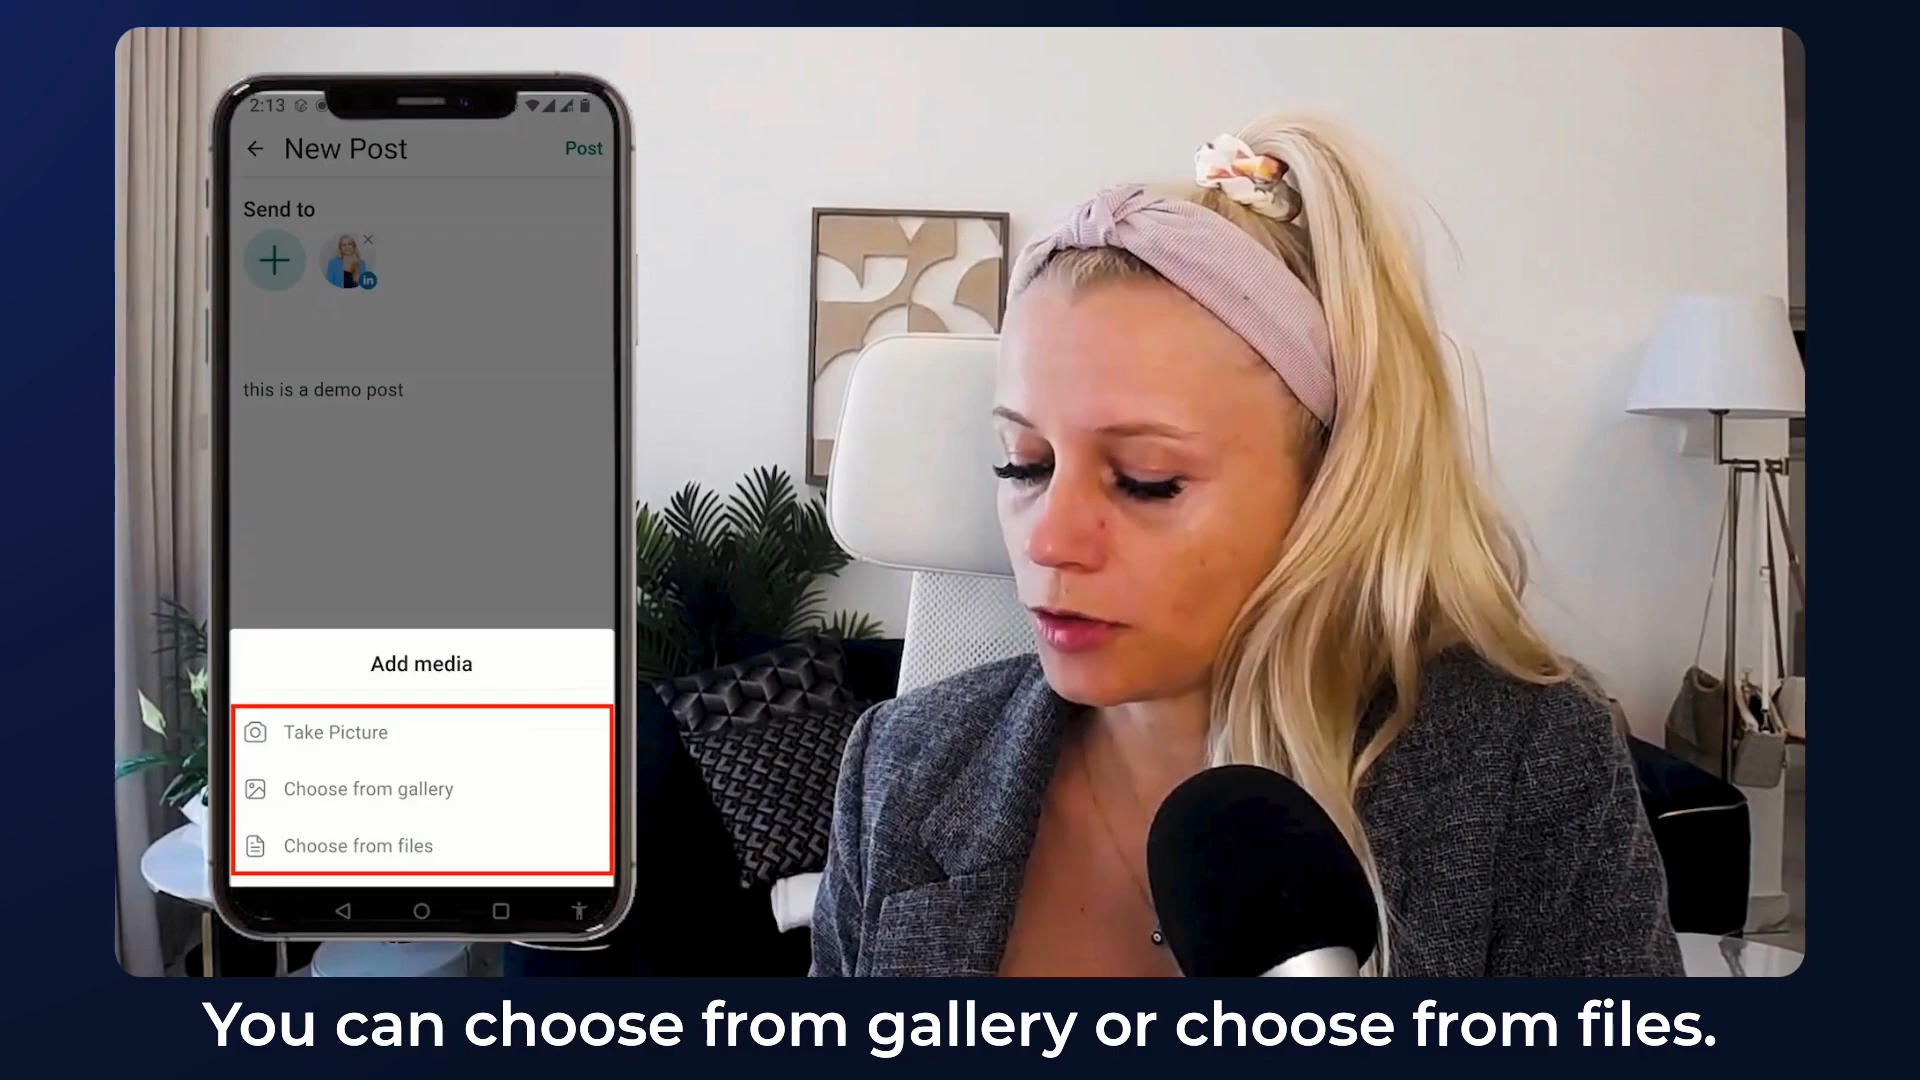 2:13
New Post
Post
Send to
in
this is a demo post
Add media
Take Picture
Choose from gallery
Choose from files
You can choose from gallery or choose from files.